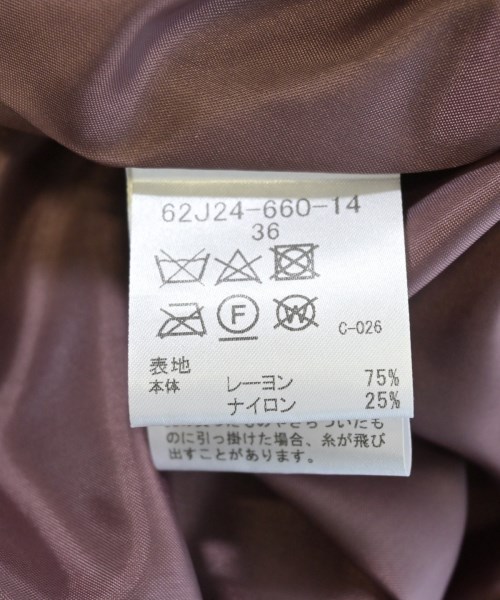 62J24-660-14
36
F
W
C-026
表地
本体 レーヨン 75%
ナイロン 25%
のに引っ掛けた場合、糸が飛び
出すことがあります。